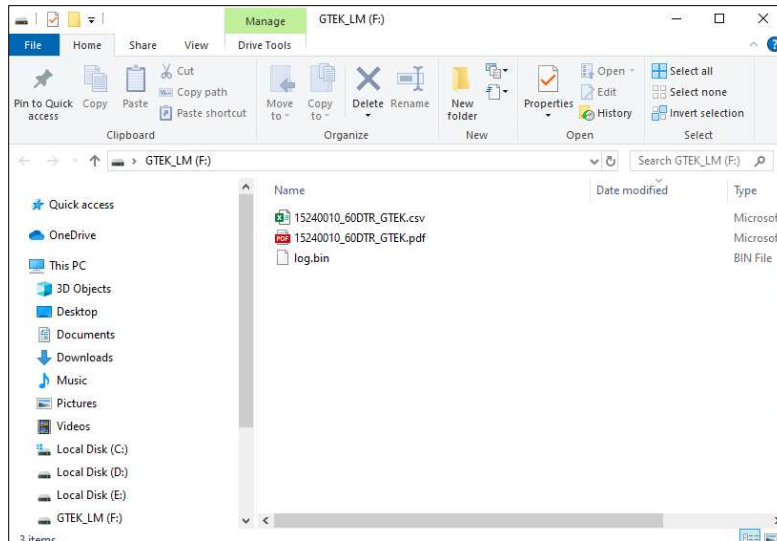 Manage GTEK_LM (F:)
File Home Share View Drive Tools
Pin to Quick access
Copy
Paste
Cut
Copy path
Paste shortcut
Move to
Copy to
Delete
Rename
New folder
Properties
Open
Edit
History
Select all
Select none
Invert selection
Clipboard Organize New Open Select
GTEK_LM (F:) Search GTEK_LM (F:)
Name Date modified Type
Quick access
OneDrive
This PC
3D Objects
Desktop
Documents
Downloads
Music
Pictures
Videos
Local Disk (C:)
Local Disk (D:)
Local Disk (E:)
GTEK_LM (F:)
15240010_60DTR_GTEK.csv Microsof
PDF 15240010_60DTR_GTEK.pdf Microsof
log.bin BIN File
3 items